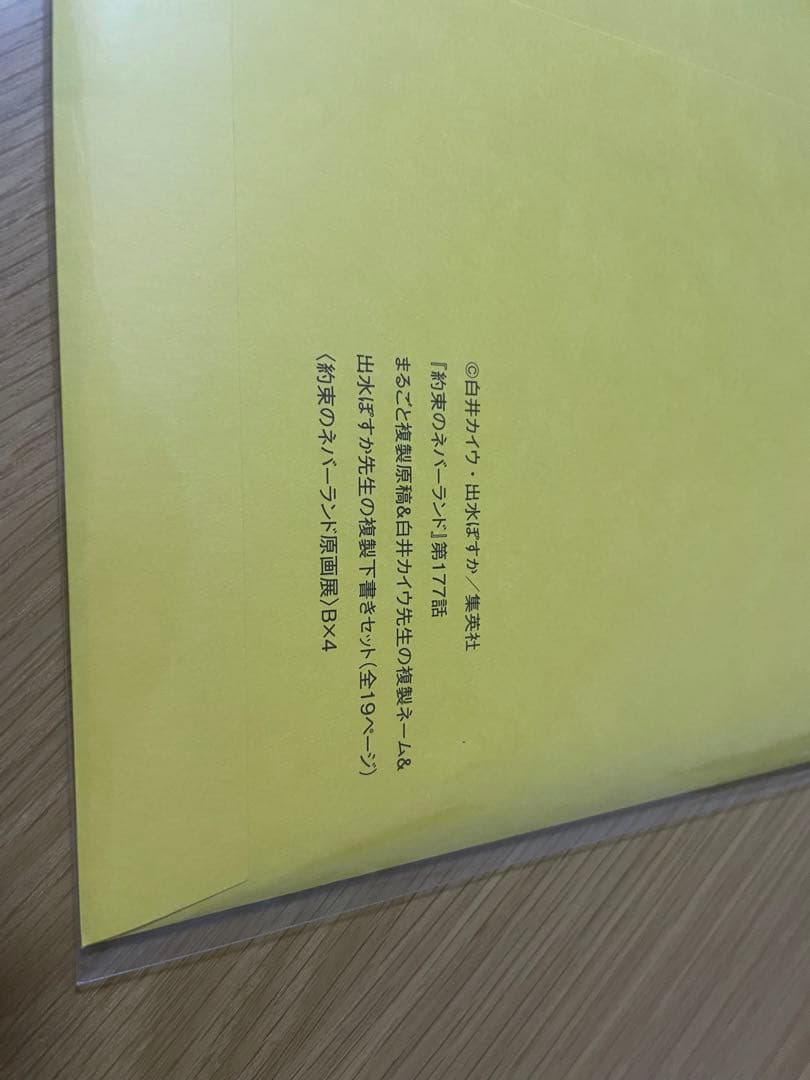 ©白井カイウ・出水ぽすか／集英社
『約束のネバーランド』第177話
まるごと複製原稿&白井カイウ先生の複製ネーム&
出水ぽすか先生の複製下書きセット(全19ページ)
〈約束のネバーランド原画展〉B×4